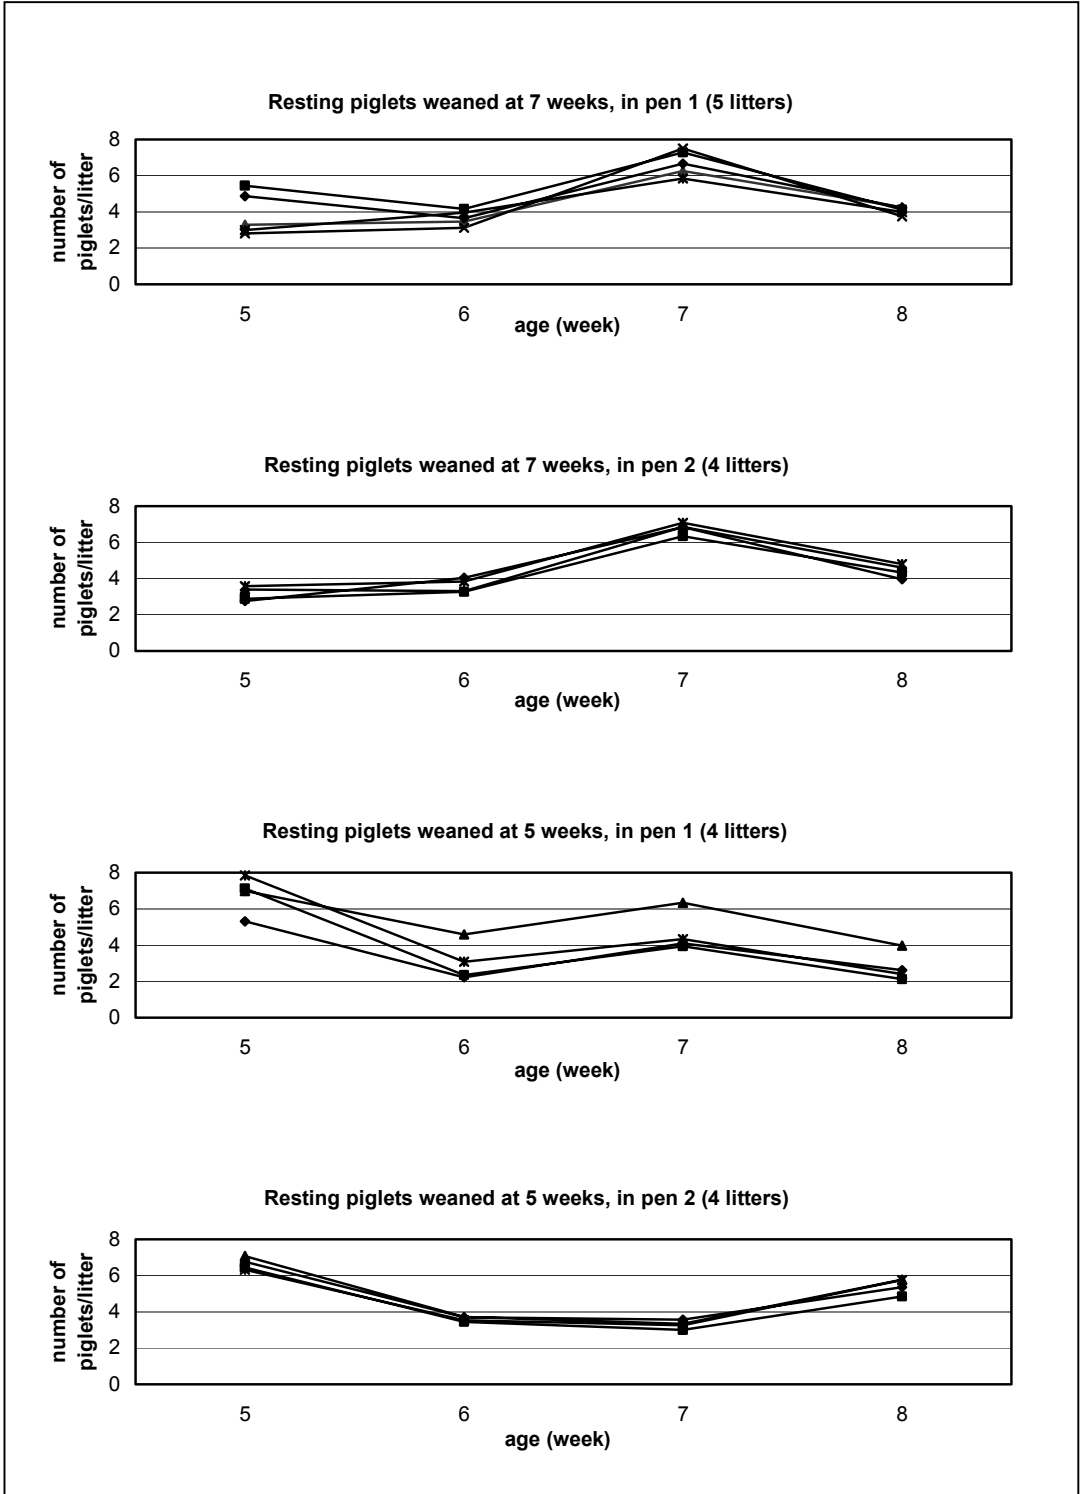 Resting piglets weaned at 7 weeks, in pen 1 (5 litters)
number of
piglets/litter
8
6
4
2
0
5 6 7 8
age (week)
Resting piglets weaned at 7 weeks, in pen 2 (4 litters)
number of
piglets/litter
8
6
4
2
0
5 6 7 8
age (week)
Resting piglets weaned at 5 weeks, in pen 1 (4 litters)
number of
piglets/litter
8
6
4
2
0
5 6 7 8
age (week)
Resting piglets weaned at 5 weeks, in pen 2 (4 litters)
number of
piglets/litter
8
6
4
2
0
5 6 7 8
age (week)